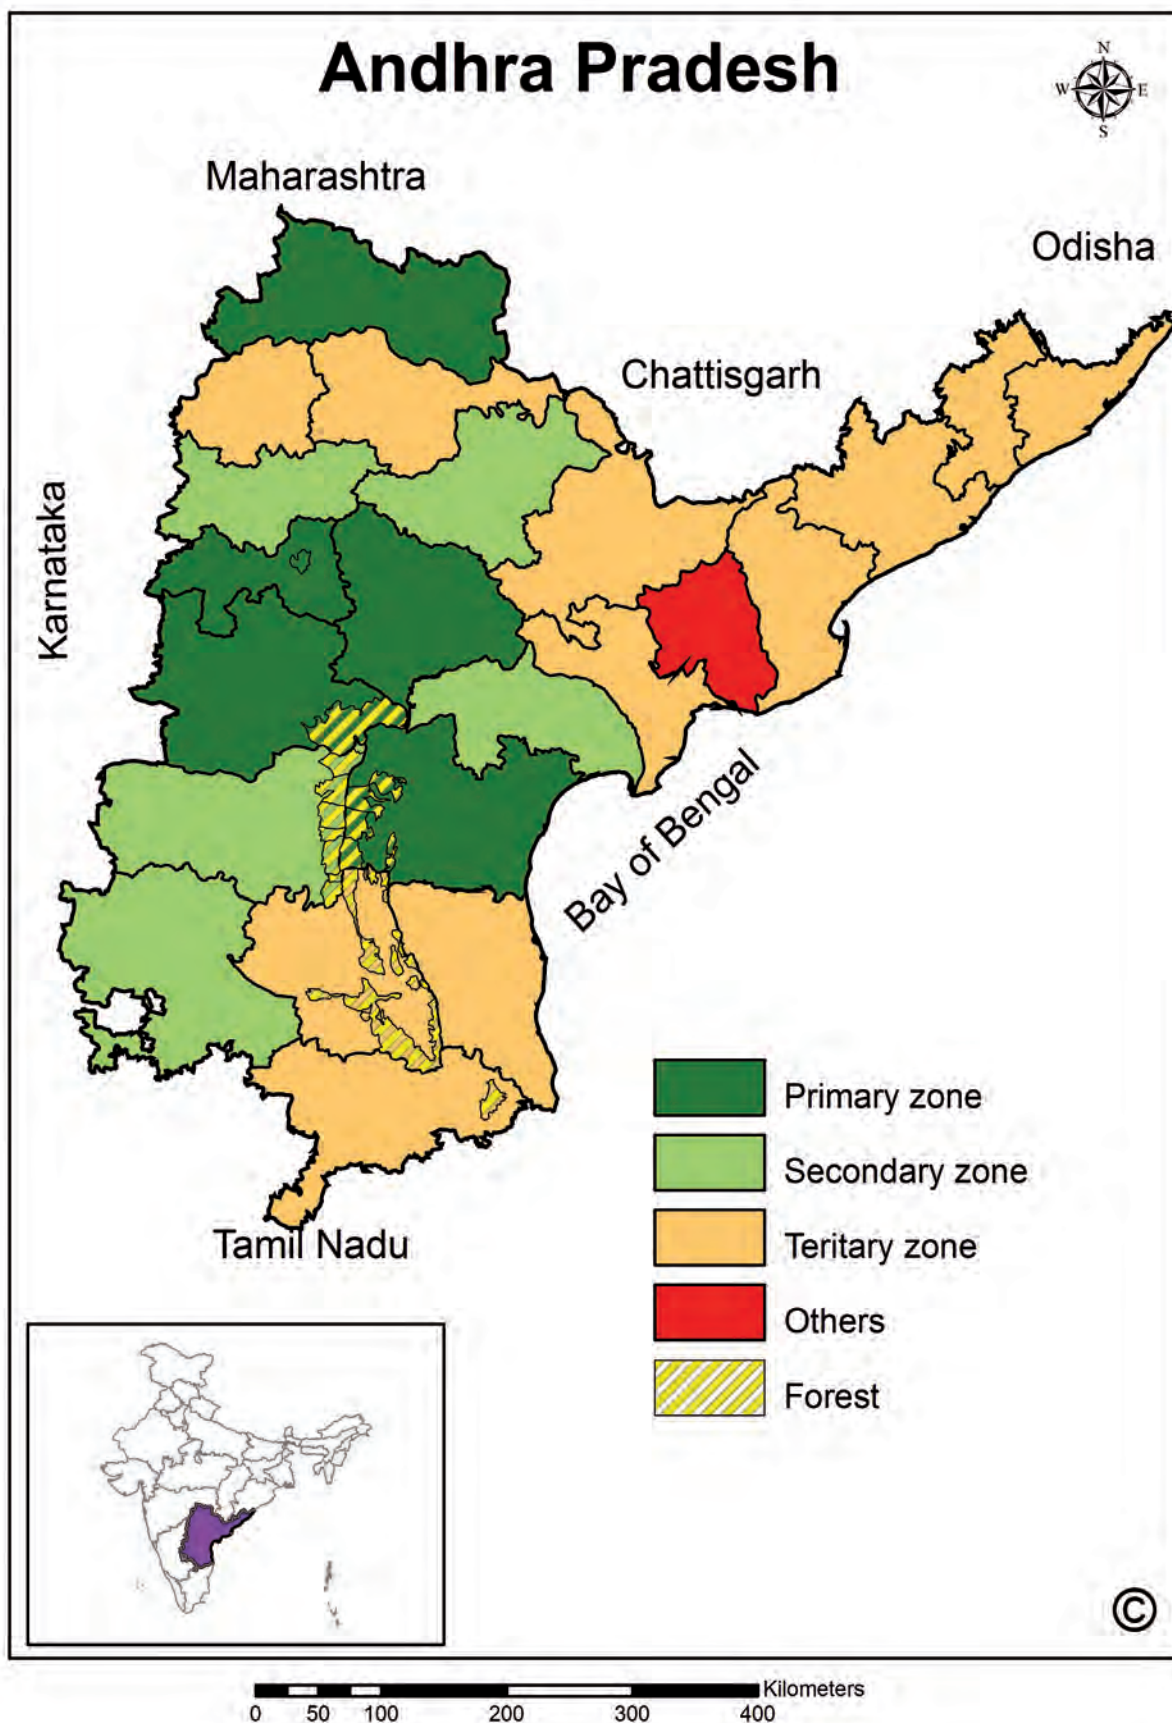 Andhra Pradesh
N
W E
S
Maharashtra
Odisha
Chattisgarh
Karnataka
Bay of Bengal
Primary zone
Secondary zone
Teritary zone
Others
Forest
Tamil Nadu
©
Kilometers
0 50 100 200 300 400